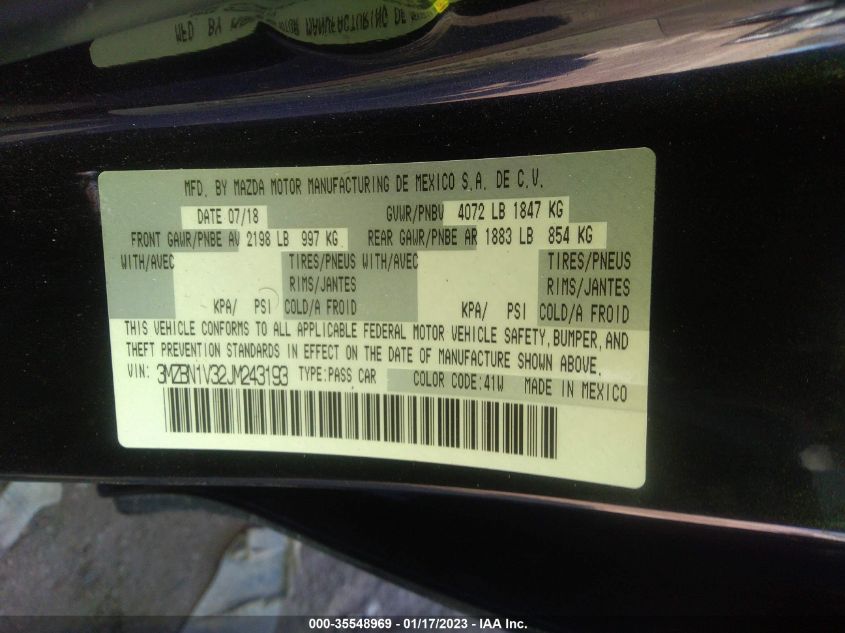 MFD. BY MAZDA MOTOR MANUFACTURING DE MEXICO S.A. DE C.V.
DATE 07/18 GVWR/PNBV 4072 LB 1847 KG
FRONT GAWR/PNBE AV 2198 LB 997 KG REAR GAWR/PNBE AR 1883 LB 854 KG
WITH/AVEC TIRES/PNEUS WITH/AVEC TIRES/PNEUS
RIMS/JANTES RIMS/JANTES
KPA/ PSI COLD/A FROID KPA/ PSI COLD/A FROID
THIS VEHICLE CONFORMS TO ALL APPLICABLE FEDERAL MOTOR VEHICLE SAFETY, BUMPER, AND
THEFT PREVENTION STANDARDS IN EFFECT ON THE DATE OF MANUFACTURE SHOWN ABOVE.
VIN: 3MZBN1V32JM243193 TYPE:PASS CAR COLOR CODE:41W MADE IN MEXICO
000-35548969 - 01/17/2023 - IAA Inc.